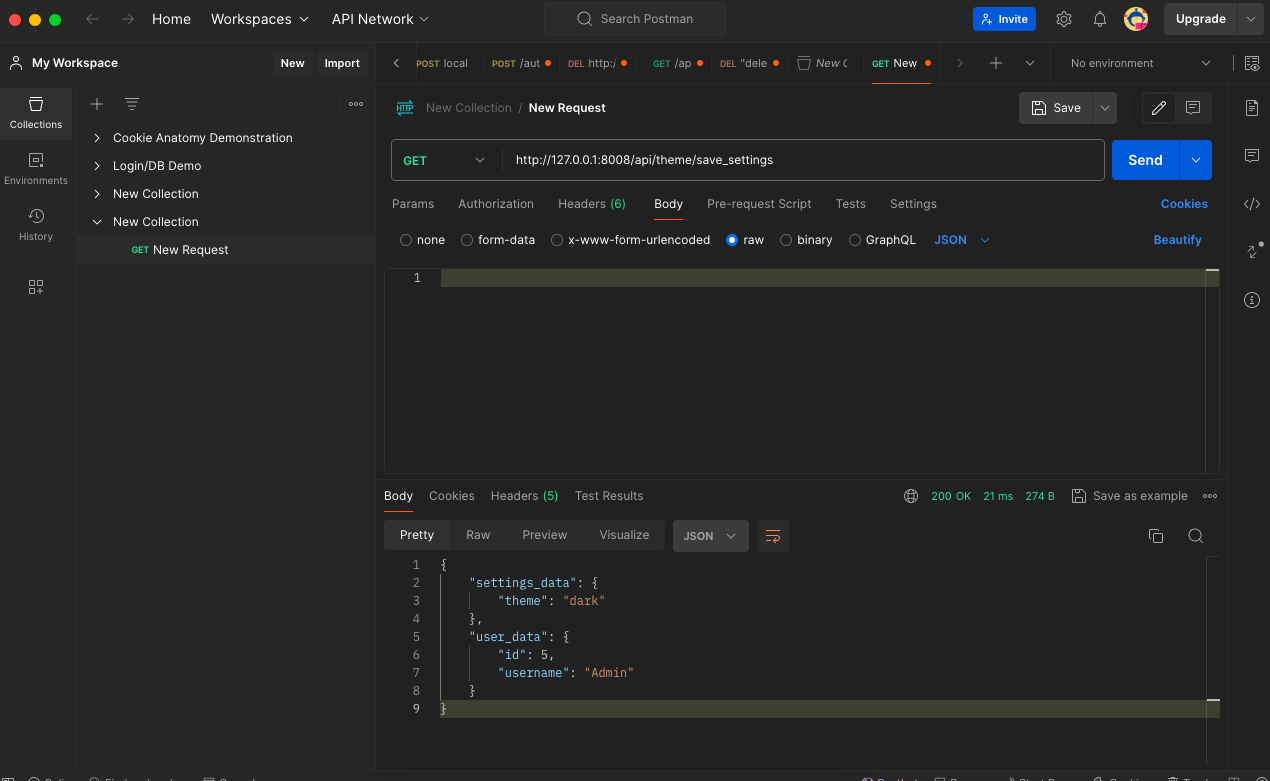 Home Workspaces API Network Search Postman Invite Upgrade
My Workspace New Import
POST local POST /aut DEL http:/ GET /ap DEL "dele New C GET New No environment
Collections
Environments
History
Cookie Anatomy Demonstration
Login/DB Demo
New Collection
New Collection
GET New Request
HTTP New Collection / New Request Save
GET http://127.0.0.1:8008/api/theme/save_settings Send
Params Authorization Headers (6) Body Pre-request Script Tests Settings Cookies
none form-data x-www-form-urlencoded raw binary GraphQL JSON Beautify
1
Body Cookies Headers (5) Test Results 200 OK 21 ms 274 B Save as example
Pretty Raw Preview Visualize JSON
1 {
2 "settings_data": {
3 "theme": "dark"
4 },
5 "user_data": {
6 "id": 5,
7 "username": "Admin"
8 }
9 }